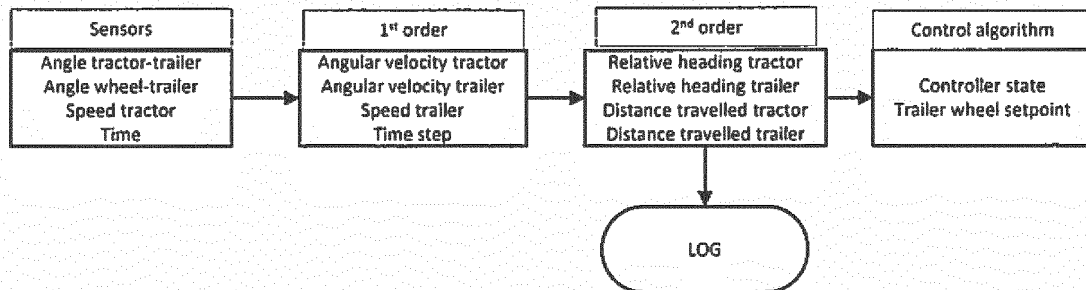 Sensors
Angle tractor-trailer
Angle wheel-trailer
Speed tractor
Time
1st order
Angular velocity tractor
Angular velocity trailer
Speed trailer
Time step
2nd order
Relative heading tractor
Relative heading trailer
Distance travelled tractor
Distance travelled trailer
Control algorithm
Controller state
Trailer wheel setpoint
LOG